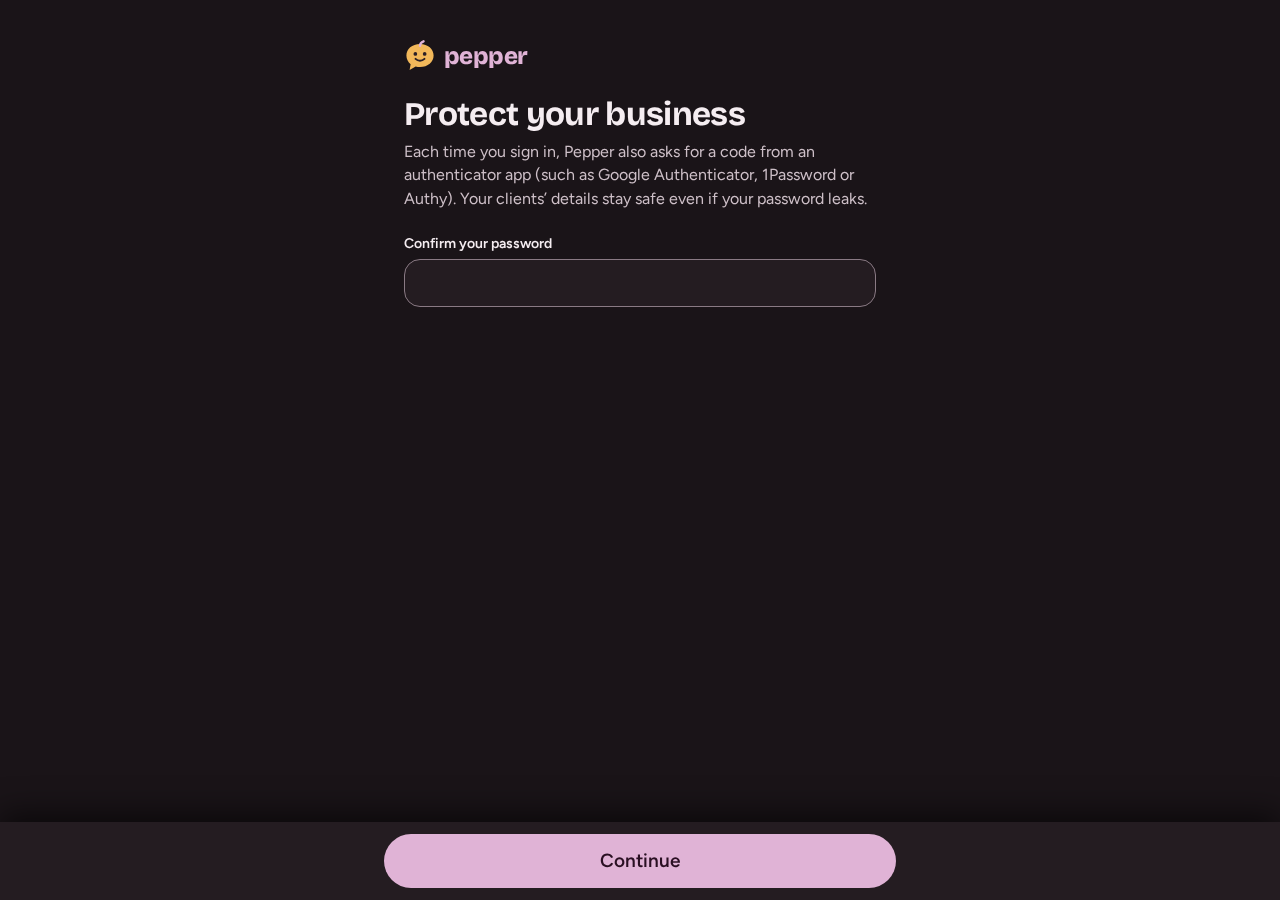 pepper
Protect your business
Each time you sign in, Pepper also asks for a code from an
authenticator app (such as Google Authenticator, 1Password or
Authy). Your clients’ details stay safe even if your password leaks.
Confirm your password
Continue